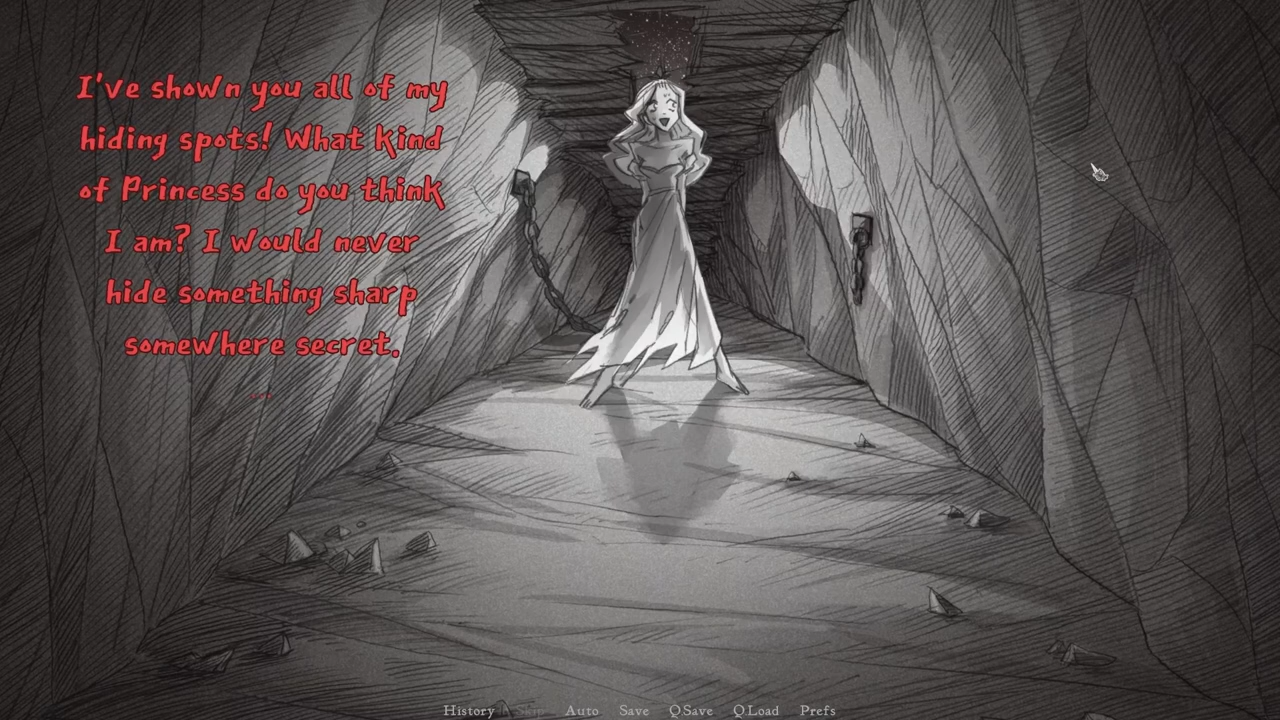 I've shown you all of my
hiding spots! What kind
of Princess do you think
I am? I would never
hide something sharp
somewhere secret.
...
History Skip Auto Save Q.Save Q.Load Prefs